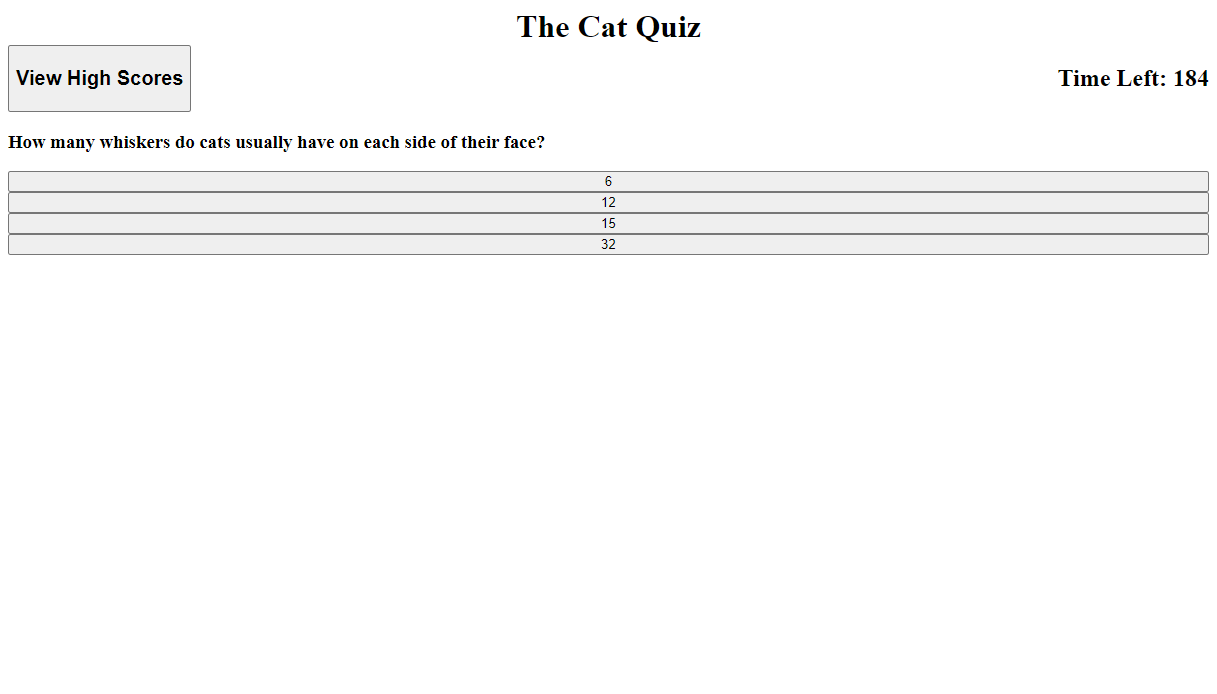 The Cat Quiz
View High Scores
Time Left: 184
How many whiskers do cats usually have on each side of their face?
6
12
15
32